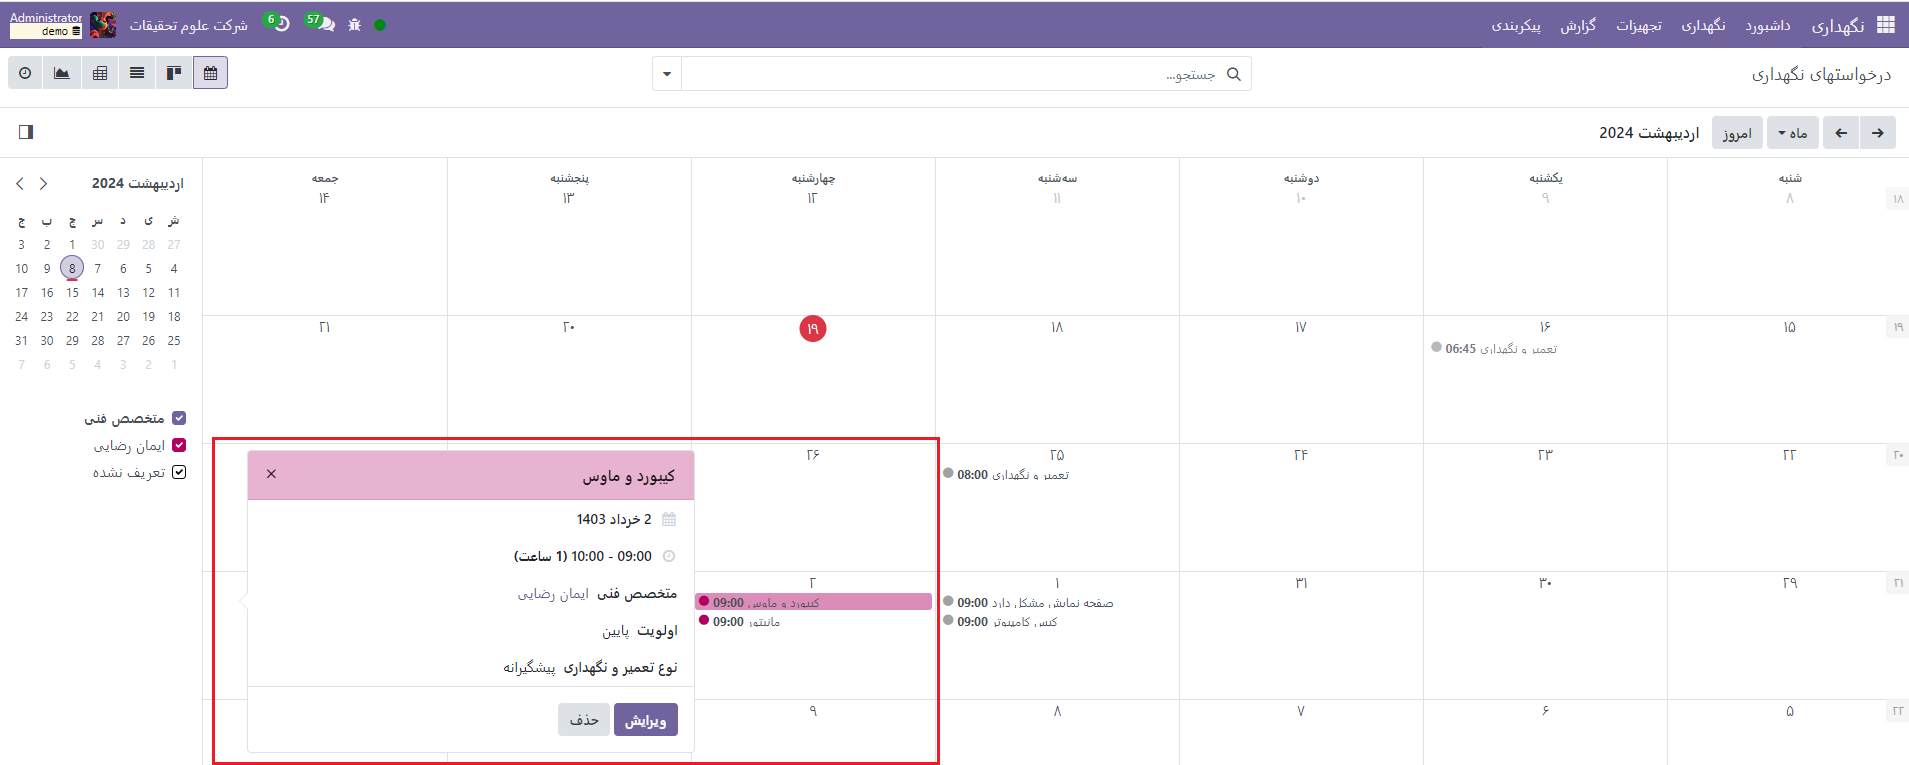 نگهداری داشبورد نگهداری تجهیزات گزارش پیکربندی
57 6 شرکت علوم تحقیقات
Administrator
demo
درخواستهای نگهداری
جستجو...
ماه امروز اردیبهشت 2024
شنبه یکشنبه دوشنبه سه‌شنبه چهارشنبه پنجشنبه جمعه
۱۸ ۸ ۹ ۱۰ ۱۱ ۱۲ ۱۳ ۱۴
۱۹ ۱۵ ۱۶ ۱۷ ۱۸ ۱۹ ۲۰ ۲۱
تعمیر و نگهداری 06:45
۲۰ ۲۲ ۲۳ ۲۴ ۲۵ ۲۶
تعمیر و نگهداری 08:00
۲۱ ۲۹ ۳۰ ۳۱ ۱ ۲
صفحه نمایش مشکل دارد 09:00
کیس کامپیوتر 09:00
کیبورد و ماوس 09:00
مانیتور 09:00
۲۲ ۵ ۶ ۷ ۸ ۹
کیبورد و ماوس
2 خرداد 1403
09:00 - 10:00 (1 ساعت)
متخصص فنی ایمان رضایی
اولویت پایین
نوع تعمیر و نگهداری پیشگیرانه
ویرایش حذف
اردیبهشت 2024
ش ی د س چ پ ج
27 28 29 30 1 2 3
4 5 6 7 8 9 10
11 12 13 14 15 16 17
18 19 20 21 22 23 24
25 26 27 28 29 30 31
1 2 3 4 5 6 7
متخصص فنی
ایمان رضایی
تعریف نشده